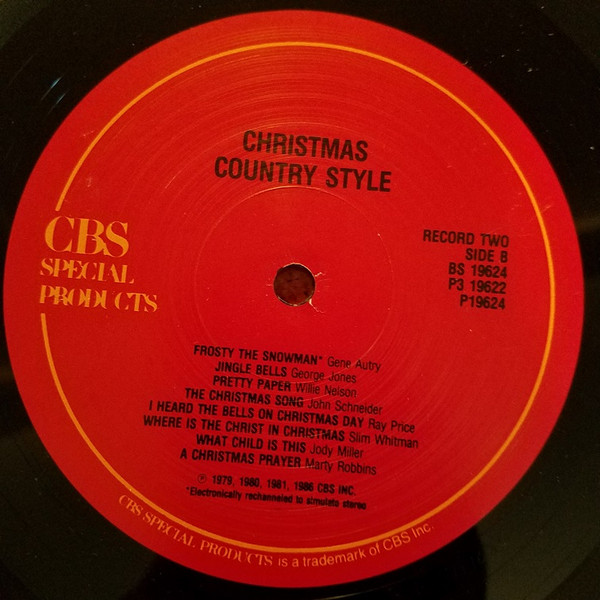 CHRISTMAS
COUNTRY STYLE
CBS
SPECIAL
PRODUCTS
RECORD TWO
SIDE B
BS 19624
P3 19622
P19624
FROSTY THE SNOWMAN* Gene Autry
JINGLE BELLS George Jones
PRETTY PAPER Willie Nelson
THE CHRISTMAS SONG John Schneider
I HEARD THE BELLS ON CHRISTMAS DAY Ray Price
WHERE IS THE CHRIST IN CHRISTMAS Slim Whitman
WHAT CHILD IS THIS Jody Miller
A CHRISTMAS PRAYER Marty Robbins
℗ 1979, 1980, 1981, 1986 CBS INC.
*Electronically rechanneled to simulate stereo
CBS SPECIAL PRODUCTS is a trademark of CBS Inc.